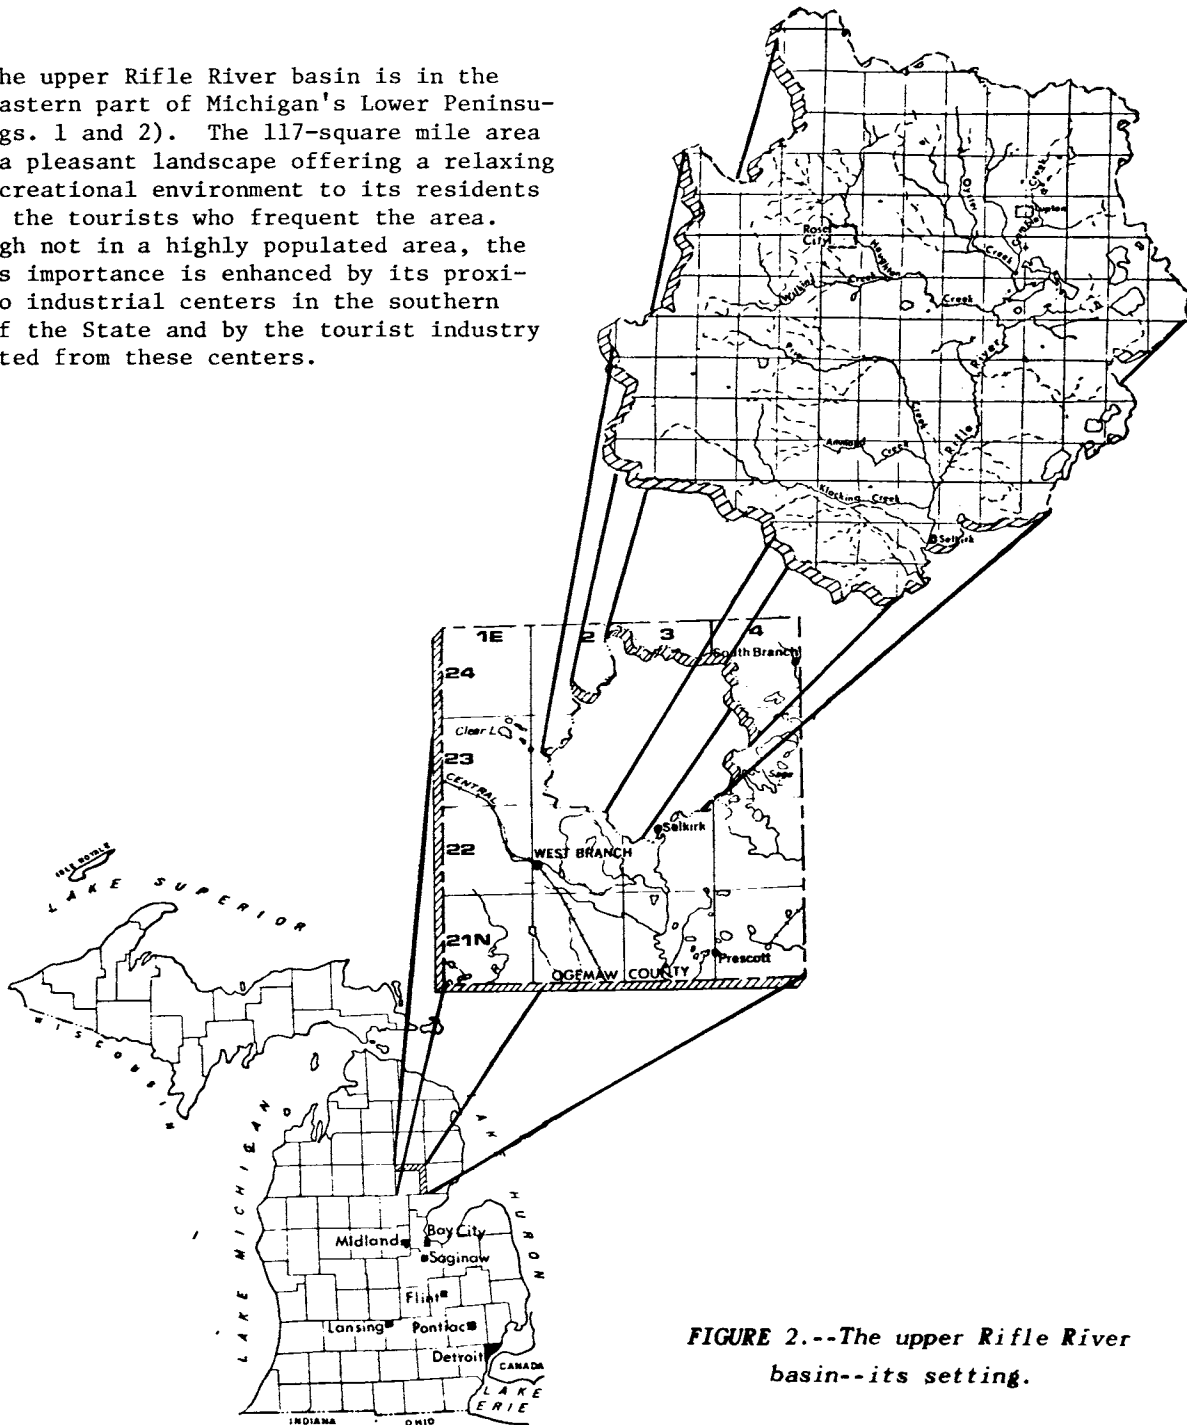 he upper Rifle River basin is in the
astern part of Michigan's Lower Peninsu-
gs. 1 and 2). The 117-square mile area
a pleasant landscape offering a relaxing
creational environment to its residents
the tourists who frequent the area.
gh not in a highly populated area, the
s importance is enhanced by its proxi-
o industrial centers in the southern
f the State and by the tourist industry
ted from these centers.
Rose
City
Wilkins
Creek
Houghton
Creek
Oyster
Creek
Gamble
Creek
Lupton
Rifle
River
Creek
Klacking Creek
Selkirk
1E
2
3
4
South Branch
24
Clear L
23
CENTRAL
Sage
Selkirk
22
WEST BRANCH
21N
Prescott
OGEMAW COUNTY
ISLE ROYALE
LAKE SUPERIOR
WISCONSIN
LAKE MICHIGAN
AKE
HURON
Midland
Bay City
Saginaw
Flint
Lansing
Pontiac
Detroit
CANADA
LAKE
ERIE
INDIANA
OHIO
FIGURE 2.--The upper Rifle River
basin--its setting.